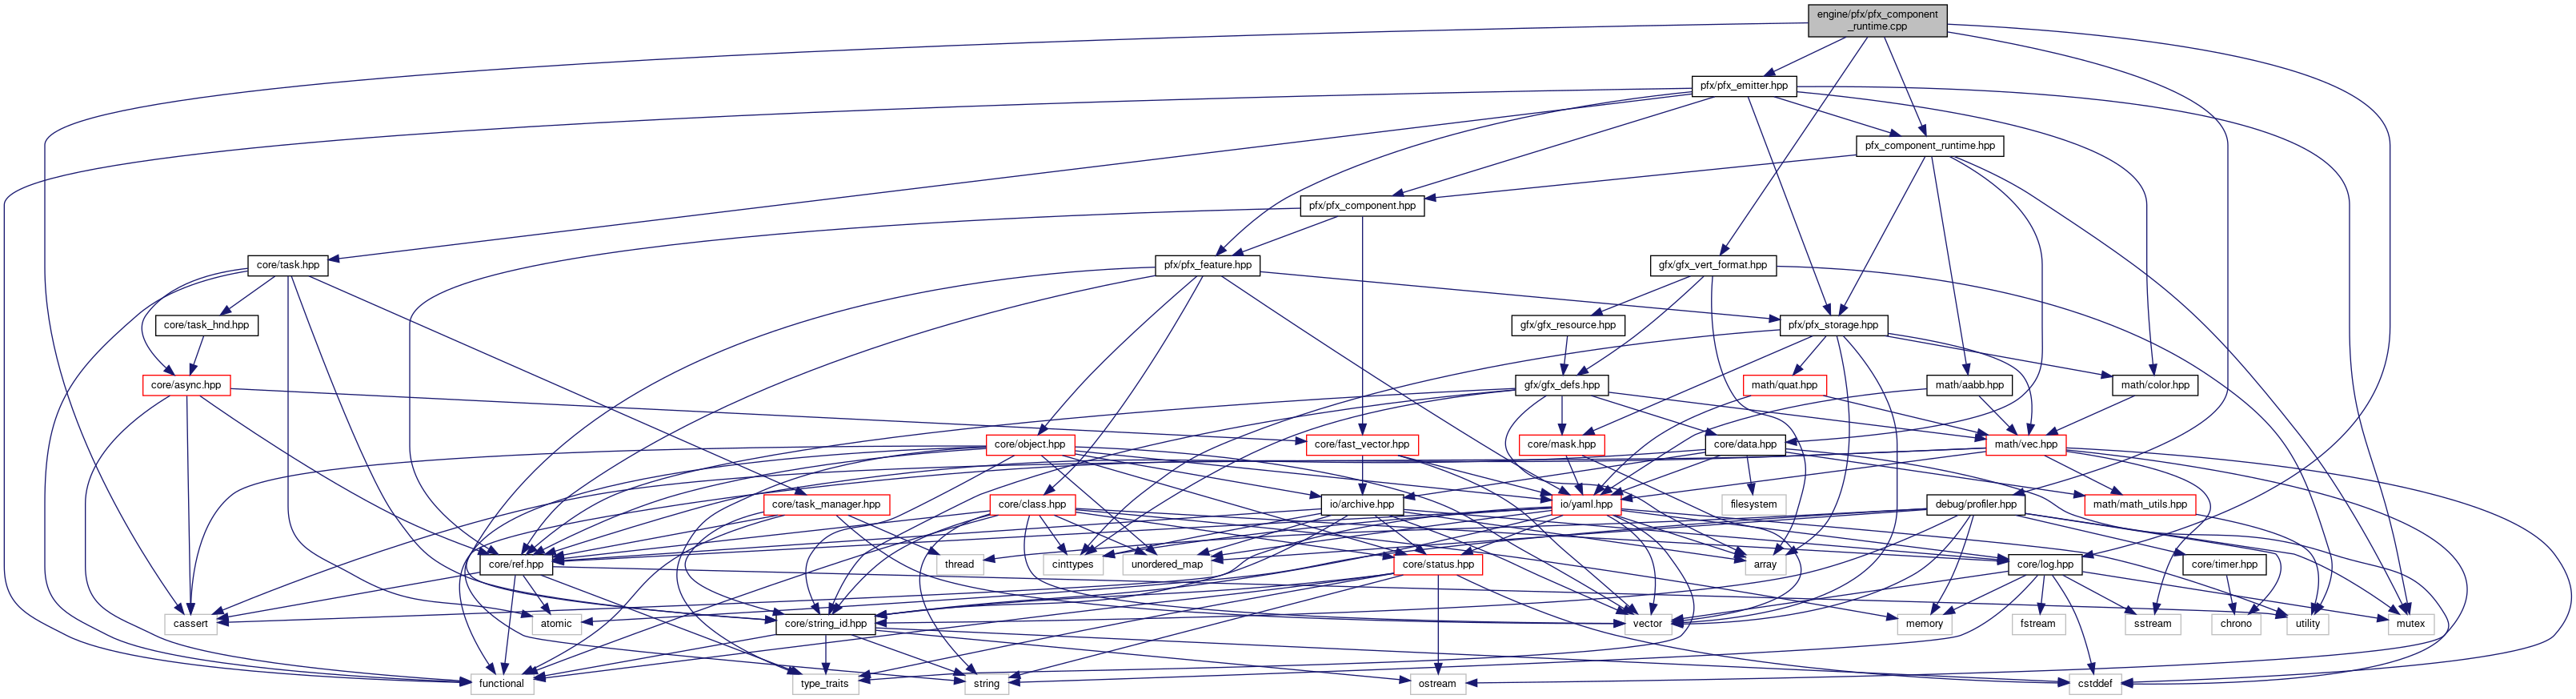 engine/pfx/pfx_component
_runtime.cpp
pfx/pfx_emitter.hpp
pfx_component_runtime.hpp
pfx/pfx_component.hpp
core/task.hpp
pfx/pfx_feature.hpp
gfx/gfx_vert_format.hpp
core/task_hnd.hpp
gfx/gfx_resource.hpp
pfx/pfx_storage.hpp
core/async.hpp
gfx/gfx_defs.hpp
math/quat.hpp
math/aabb.hpp
math/color.hpp
core/object.hpp
core/fast_vector.hpp
core/mask.hpp
core/data.hpp
math/vec.hpp
core/task_manager.hpp
core/class.hpp
io/archive.hpp
io/yaml.hpp
filesystem
debug/profiler.hpp
math/math_utils.hpp
core/ref.hpp
thread
cinttypes
unordered_map
core/status.hpp
array
core/log.hpp
core/timer.hpp
cassert
atomic
core/string_id.hpp
vector
memory
fstream
sstream
chrono
utility
mutex
functional
type_traits
string
ostream
cstddef